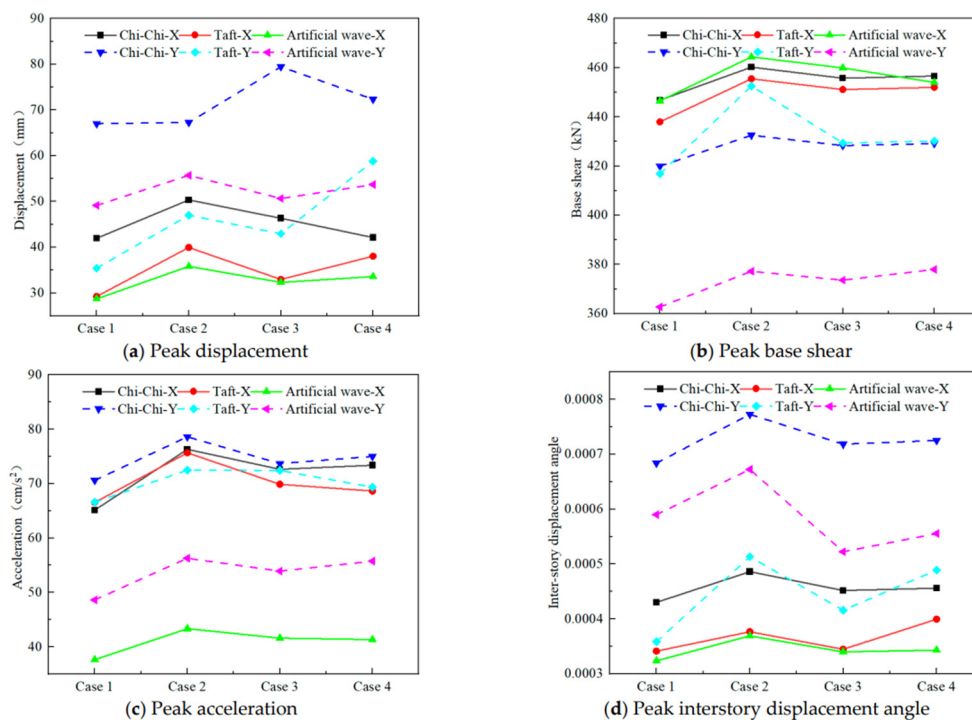 90
Chi-Chi-X Taft-X Artificial wave-X
Chi-Chi-Y Taft-Y Artificial wave-Y
80
70
60
50
40
30
Displacement（mm）
Case 1 Case 2 Case 3 Case 4
(a) Peak displacement
480
Chi-Chi-X Taft-X Artificial wave-X
Chi-Chi-Y Taft-Y Artificial wave-Y
460
440
420
400
380
360
Base shear（kN）
Case 1 Case 2 Case 3 Case 4
(b) Peak base shear
90
Chi-Chi-X Taft-X Artificial wave-X
Chi-Chi-Y Taft-Y Artificial wave-Y
80
70
60
50
40
Acceleration（cm/s²）
Case 1 Case 2 Case 3 Case 4
(c) Peak acceleration
Chi-Chi-X Taft-X Artificial wave-X
0.0008
Chi-Chi-Y Taft-Y Artificial wave-Y
0.0007
0.0006
0.0005
0.0004
0.0003
Inter-story displacement angle
Case 1 Case 2 Case 3 Case 4
(d) Peak interstory displacement angle